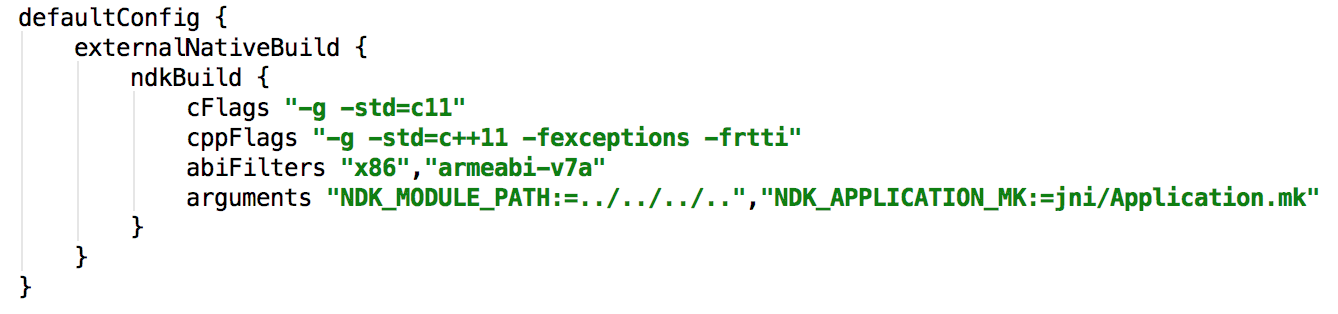 defaultConfig {
externalNativeBuild {
ndkBuild {
cFlags "-g -std=c11"
cppFlags "-g -std=c++11 -fexceptions -frtti"
abiFilters "x86","armeabi-v7a"
arguments "NDK_MODULE_PATH:=../../../..","NDK_APPLICATION_MK:=jni/Application.mk"
}
}
}